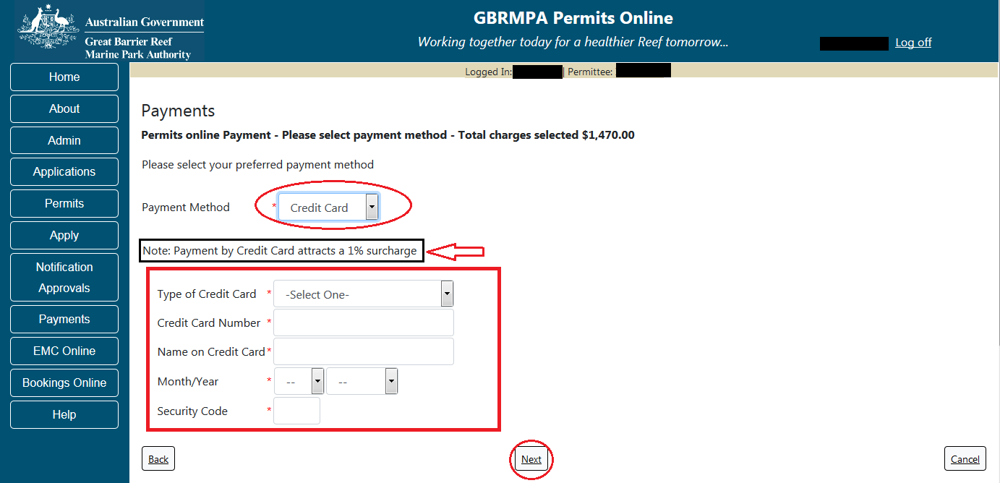 Australian Government
Great Barrier Reef
Marine Park Authority
GBRMPA Permits Online
Working together today for a healthier Reef tomorrow...
Log off
Logged In: | Permittee:
Home
About
Admin
Applications
Permits
Apply
Notification
Approvals
Payments
EMC Online
Bookings Online
Help
Payments
Permits online Payment - Please select payment method - Total charges selected $1,470.00
Please select your preferred payment method
Payment Method * Credit Card
Note: Payment by Credit Card attracts a 1% surcharge
Type of Credit Card * -Select One-
Credit Card Number *
Name on Credit Card *
Month/Year * -- --
Security Code *
Back Next Cancel